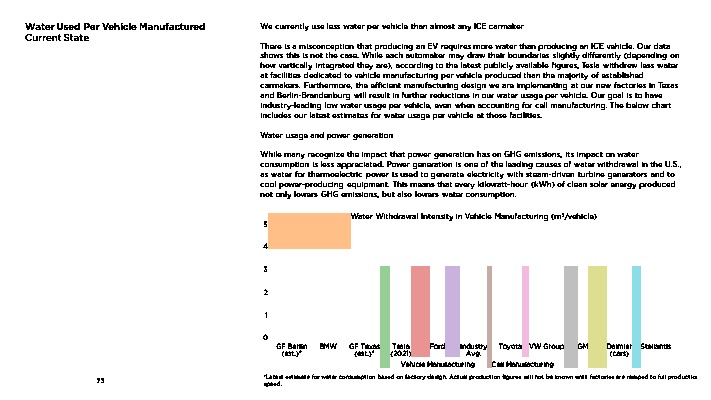 Water Used Per Vehicle Manufactured
Current State
We currently use less water per vehicle than almost any ICE carmaker
There is a misconception that producing an EV requires more water than producing an ICE vehicle. Our data
shows this is not the case. While each automaker may draw their boundaries slightly differently (depending on
how vertically integrated they are), according to the latest publicly available figures, Tesla withdrew less water
at facilities dedicated to vehicle manufacturing per vehicle produced than the majority of established
carmakers. Furthermore, the efficient manufacturing design we are implementing at our new factories in Texas
and Berlin-Brandenburg will result in further reductions in our water usage per vehicle. Our goal is to have
industry-leading low water usage per vehicle, even when accounting for cell manufacturing. The below chart
includes our latest estimates for water usage per vehicle at those facilities.
Water usage and power generation
While many recognize the impact that power generation has on GHG emissions, its impact on water
consumption is less appreciated. Power generation is one of the leading causes of water withdrawal in the U.S.,
as water for thermoelectric power is used to generate electricity with steam-driven turbine generators and to
cool power-producing equipment. This means that every kilowatt-hour (kWh) of clean solar energy produced
not only lowers GHG emissions, but also lowers water consumption.
Water Withdrawal Intensity in Vehicle Manufacturing (m³/vehicle)
5
4
3
2
1
0
GF Berlin BMW GF Texas Tesla Ford Industry Toyota VW Group GM Daimler Stellantis
(est.)* (est.)* (2021) Avg. (cars)
Vehicle Manufacturing Cell Manufacturing
*Latest estimate for water consumption based on factory design. Actual production figures will not be known until factories are ramped to full production
speed.
73